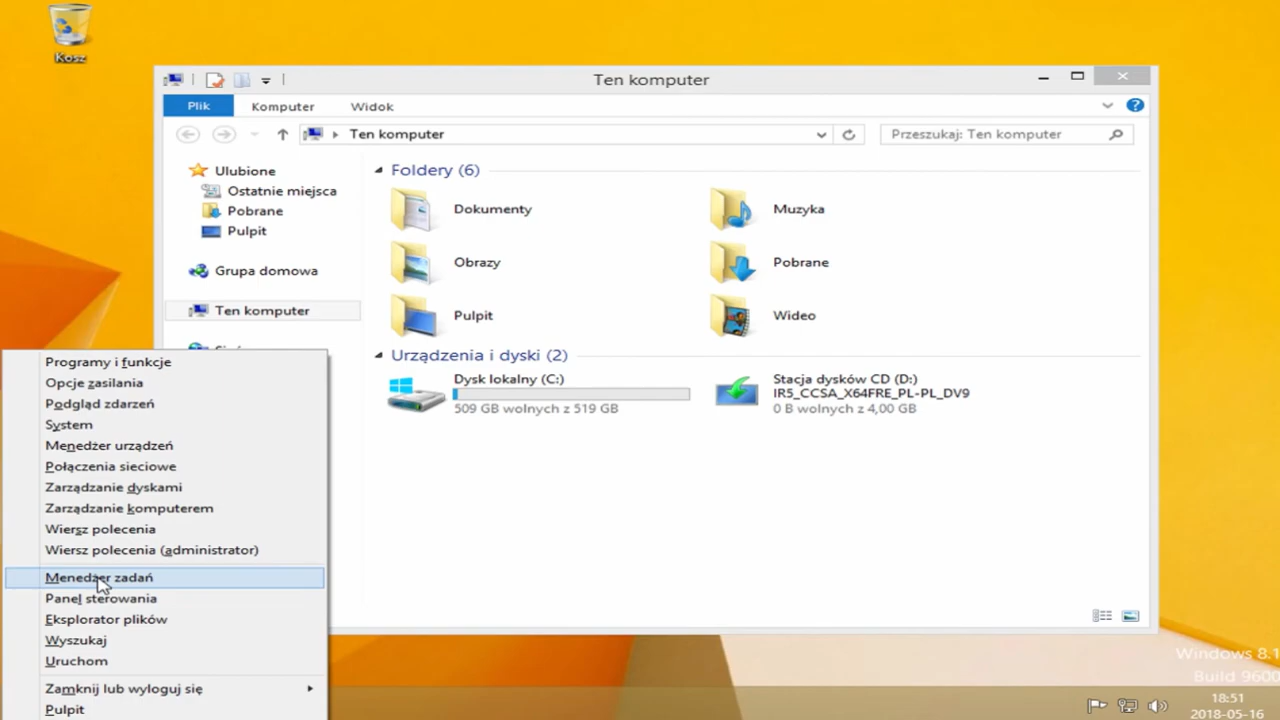 Kosz
Ten komputer
Plik
Komputer
Widok
Ten komputer
Przeszukaj: Ten komputer
Ulubione
Ostatnie miejsca
Pobrane
Pulpit
Grupa domowa
Ten komputer
Foldery (6)
Dokumenty
Muzyka
Obrazy
Pobrane
Pulpit
Wideo
Urządzenia i dyski (2)
Dysk lokalny (C:)
509 GB wolnych z 519 GB
Stacja dysków CD (D:)
IR5_CCSA_X64FRE_PL-PL_DV9
0 B wolnych z 4,00 GB
Programy i funkcje
Opcje zasilania
Podgląd zdarzeń
System
Menedżer urządzeń
Połączenia sieciowe
Zarządzanie dyskami
Zarządzanie komputerem
Wiersz polecenia
Wiersz polecenia (administrator)
Menedżer zadań
Panel sterowania
Eksplorator plików
Wyszukaj
Uruchom
Zamknij lub wyloguj się
Pulpit
Windows 8.1
Build 9600
18:51
2018-05-16